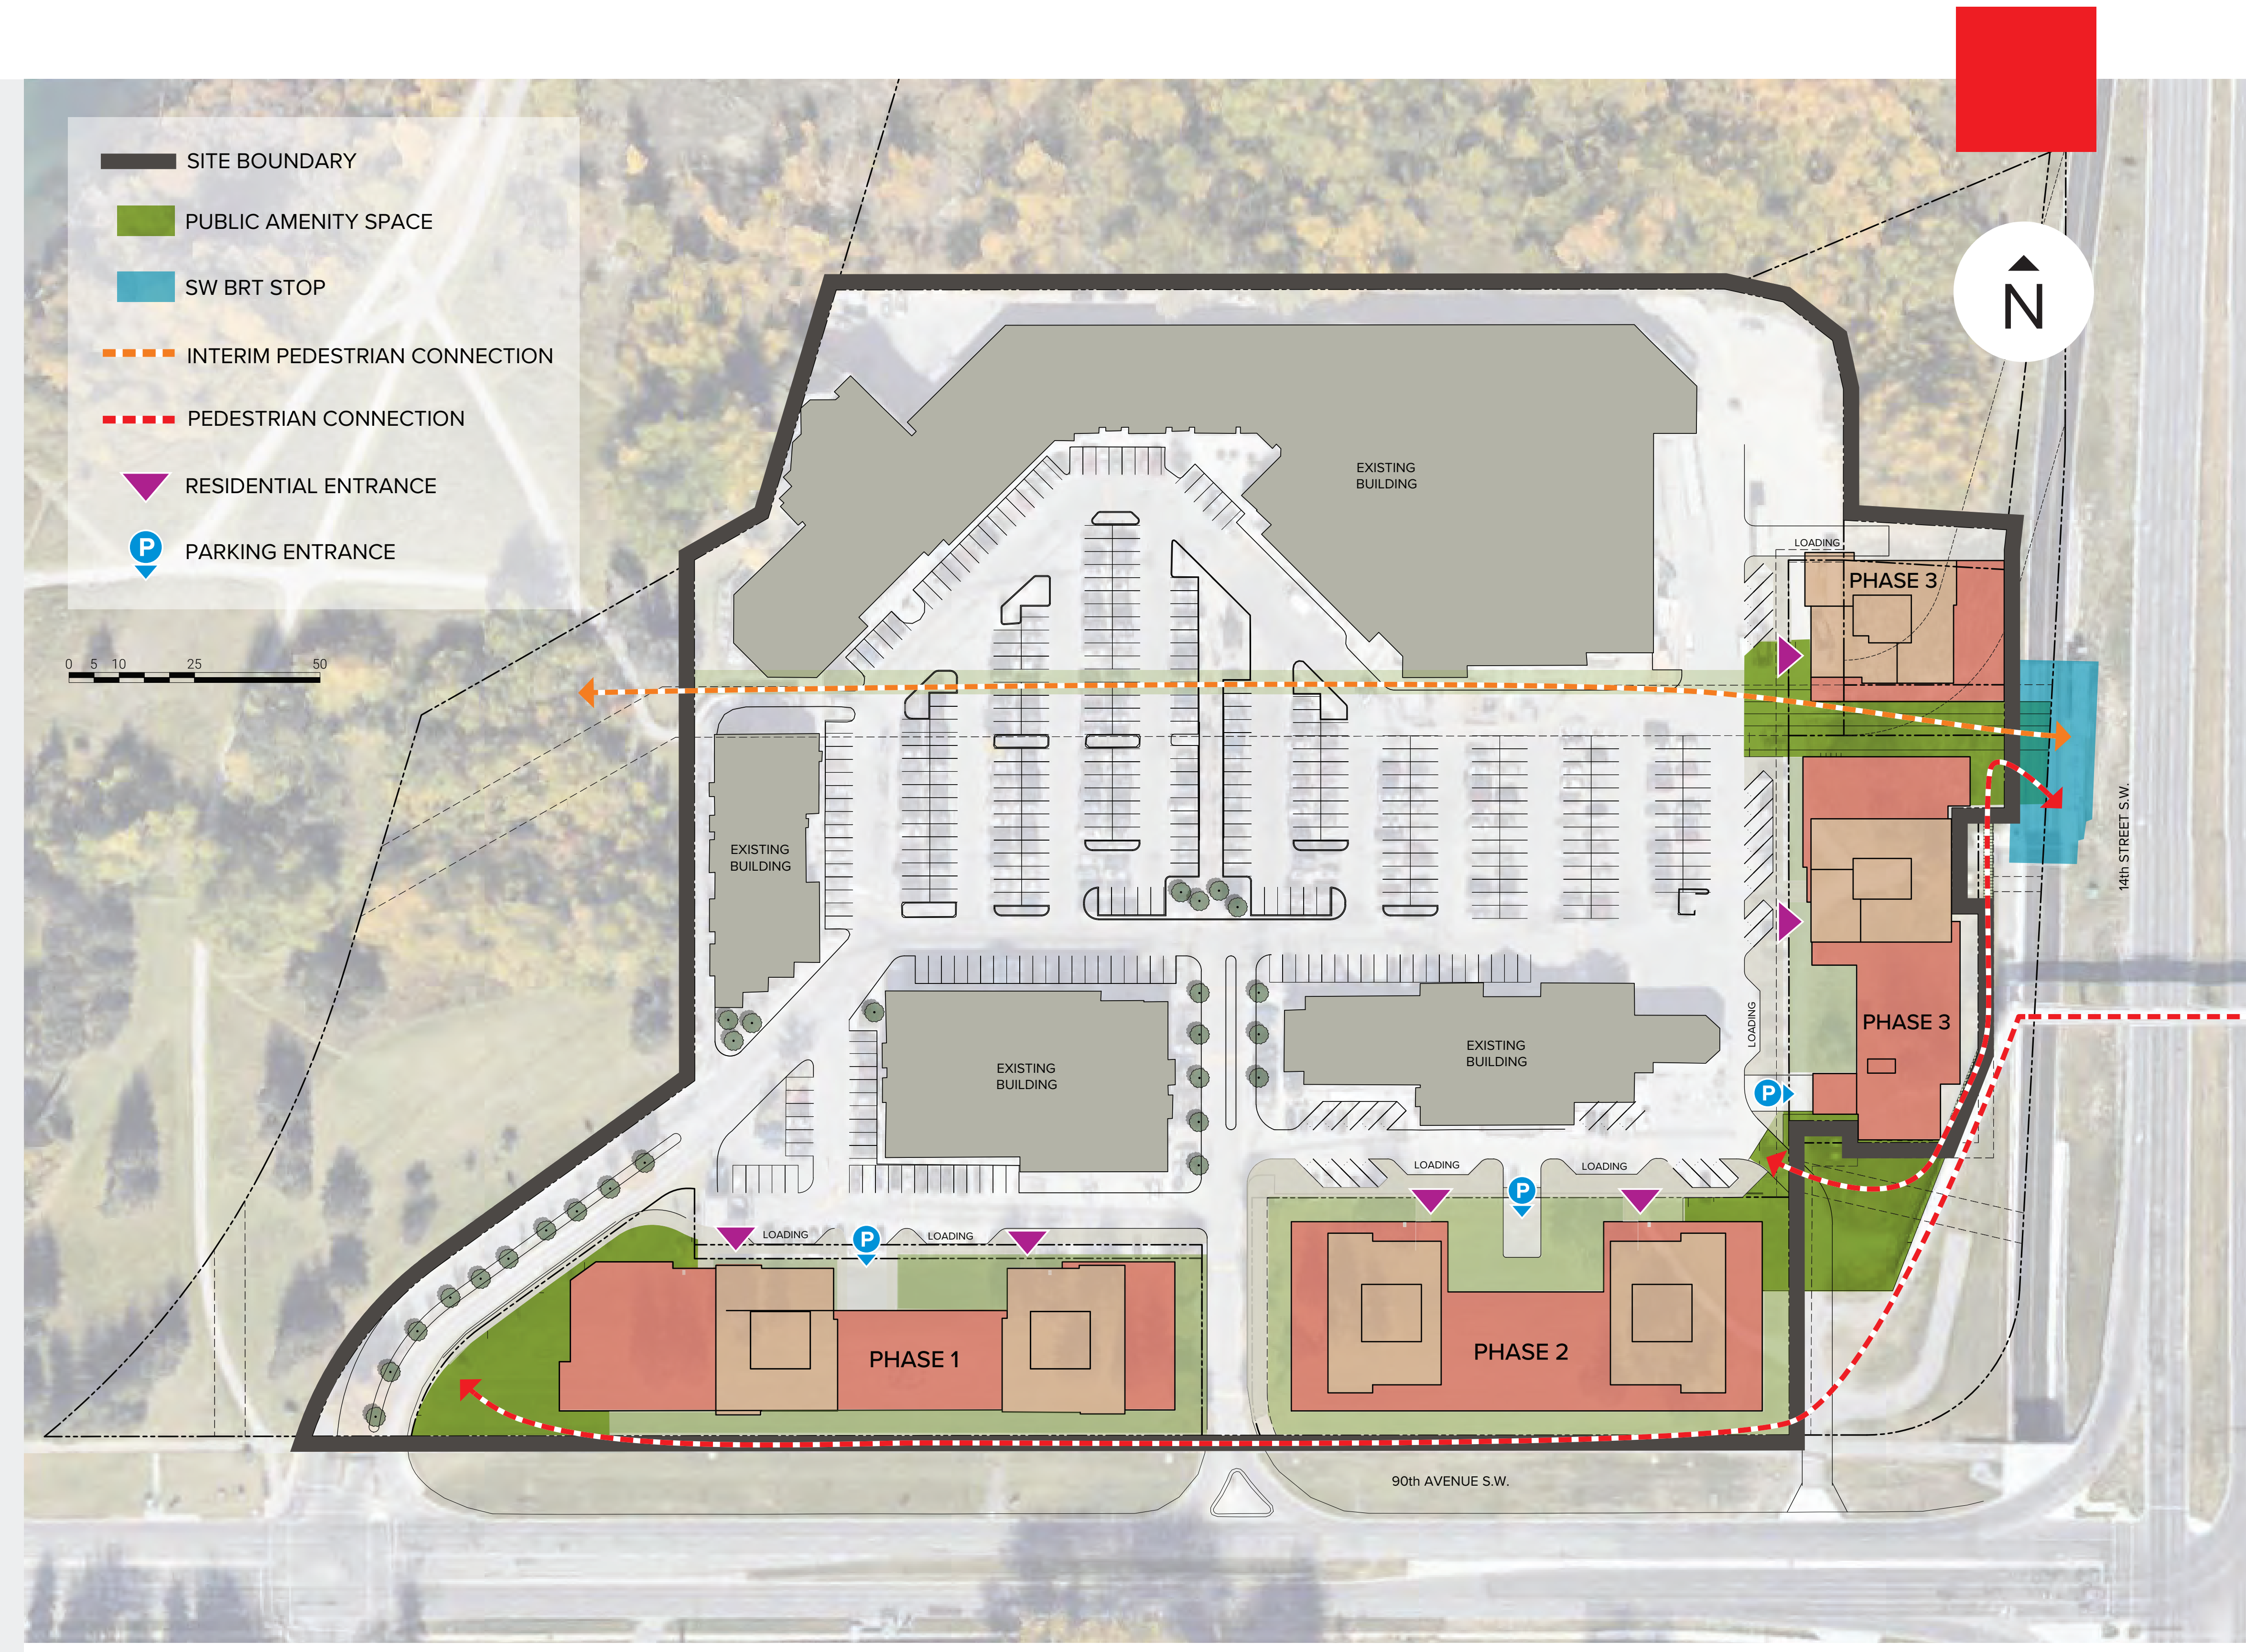 SITE BOUNDARY
PUBLIC AMENITY SPACE
SW BRT STOP
INTERIM PEDESTRIAN CONNECTION
PEDESTRIAN CONNECTION
RESIDENTIAL ENTRANCE
P
PARKING ENTRANCE
0 5 10 25 50
N
EXISTING
BUILDING
LOADING
PHASE 3
EXISTING
BUILDING
14th STREET S.W.
PHASE 3
LOADING
EXISTING
BUILDING
EXISTING
BUILDING
P
LOADING
LOADING
P
LOADING
P
LOADING
PHASE 1
PHASE 2
90th AVENUE S.W.